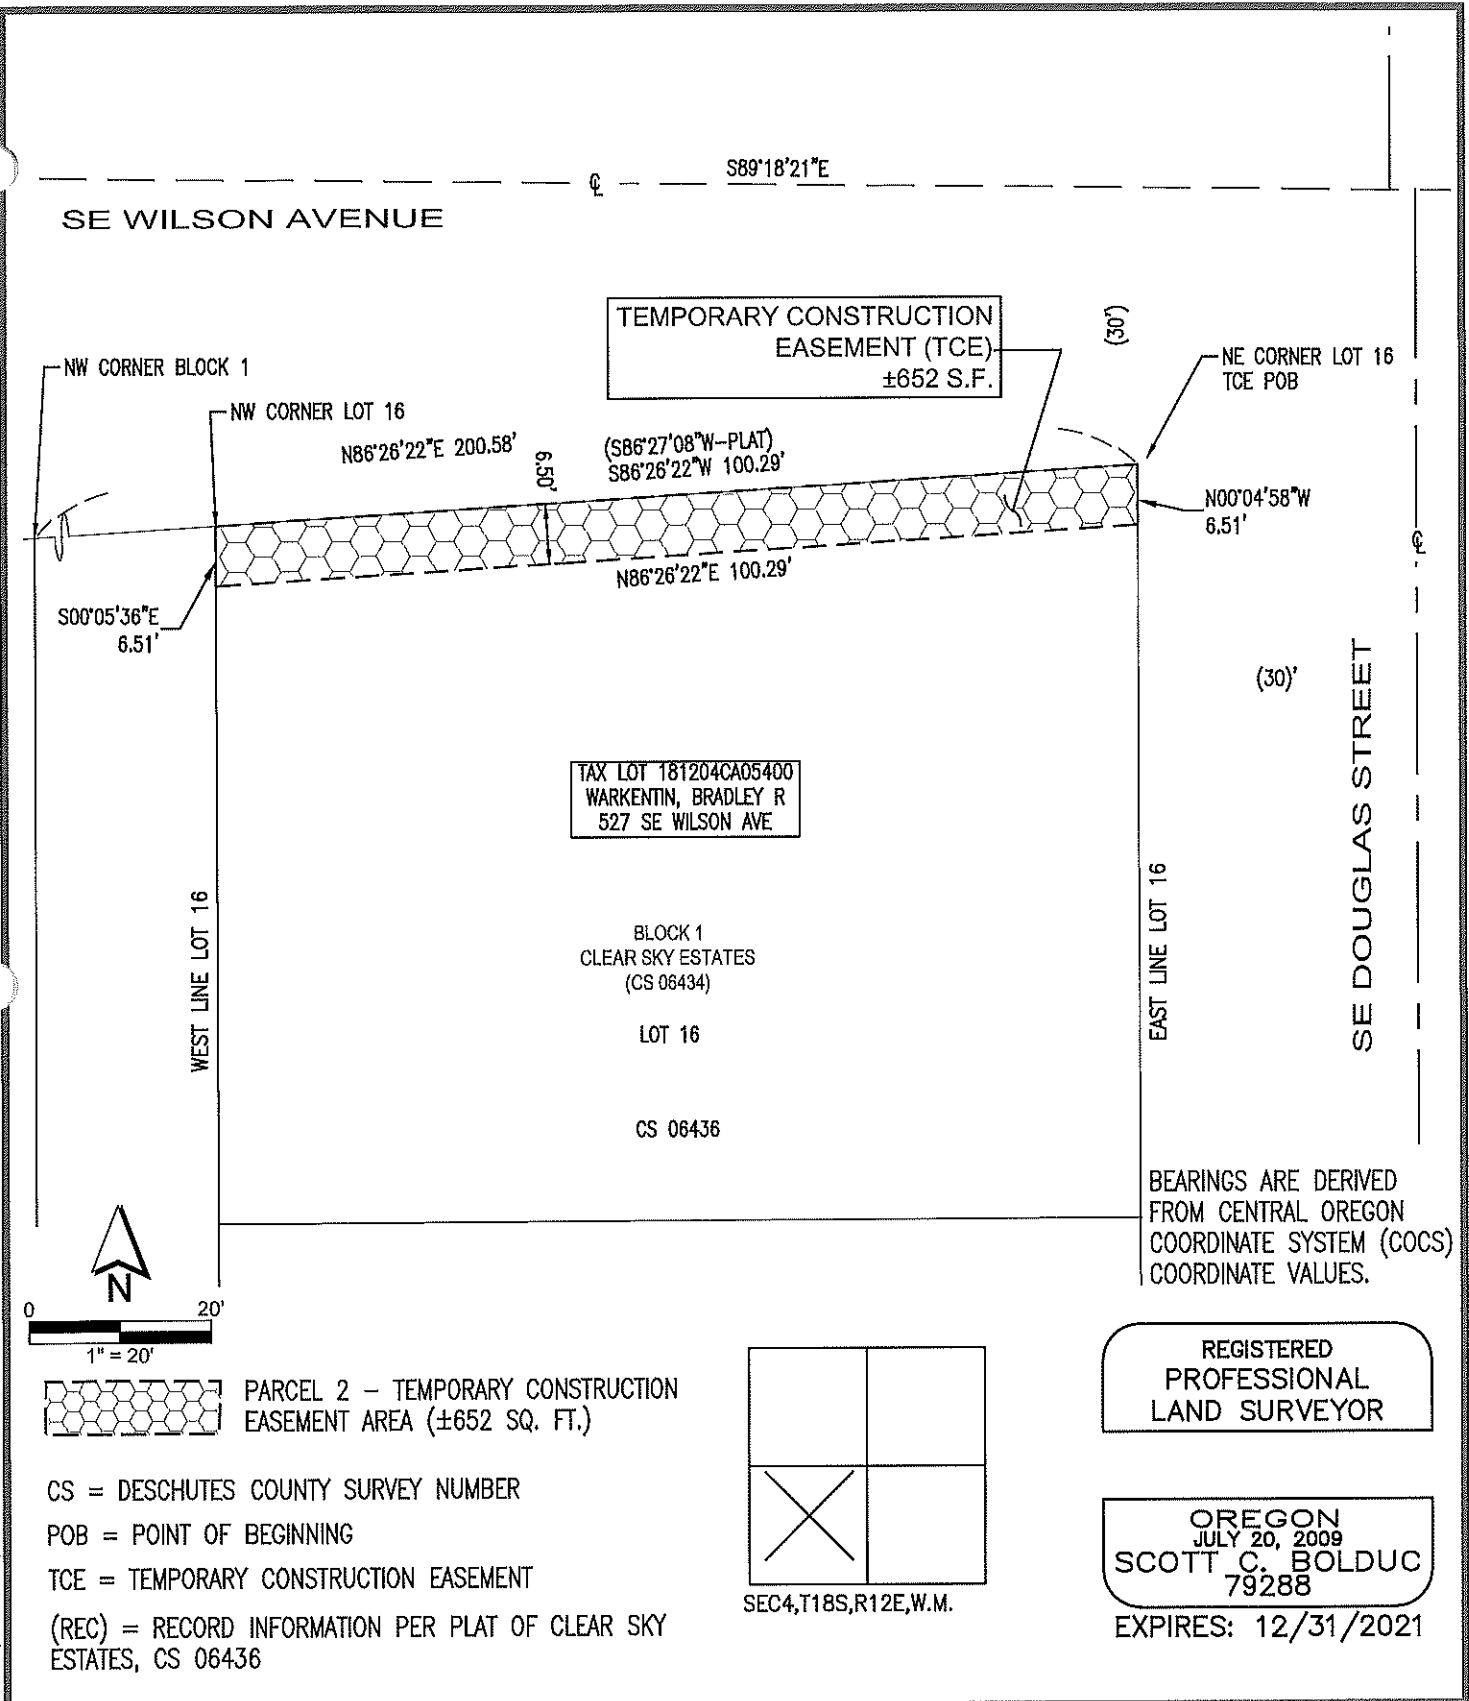 S89°18'21"E
℄
SE WILSON AVENUE
TEMPORARY CONSTRUCTION
EASEMENT (TCE)
±652 S.F.
(30')
NW CORNER BLOCK 1
NE CORNER LOT 16
TCE POB
NW CORNER LOT 16
N86°26'22"E 200.58'
6.50'
(S86°27'08"W-PLAT)
S86°26'22"W 100.29'
N00°04'58"W
6.51'
℄
N86°26'22"E 100.29'
S00°05'36"E
6.51'
(30)'
SE DOUGLAS STREET
TAX LOT 181204CA05400
WARKENTIN, BRADLEY R
527 SE WILSON AVE
WEST LINE LOT 16
EAST LINE LOT 16
BLOCK 1
CLEAR SKY ESTATES
(CS 06434)
LOT 16
CS 06436
BEARINGS ARE DERIVED
FROM CENTRAL OREGON
COORDINATE SYSTEM (COCS)
COORDINATE VALUES.
N
0 20'
1" = 20'
PARCEL 2 - TEMPORARY CONSTRUCTION
EASEMENT AREA (±652 SQ. FT.)
CS = DESCHUTES COUNTY SURVEY NUMBER
POB = POINT OF BEGINNING
TCE = TEMPORARY CONSTRUCTION EASEMENT
(REC) = RECORD INFORMATION PER PLAT OF CLEAR SKY
ESTATES, CS 06436
SEC4,T18S,R12E,W.M.
REGISTERED
PROFESSIONAL
LAND SURVEYOR
OREGON
JULY 20, 2009
SCOTT C. BOLDUC
79288
EXPIRES: 12/31/2021